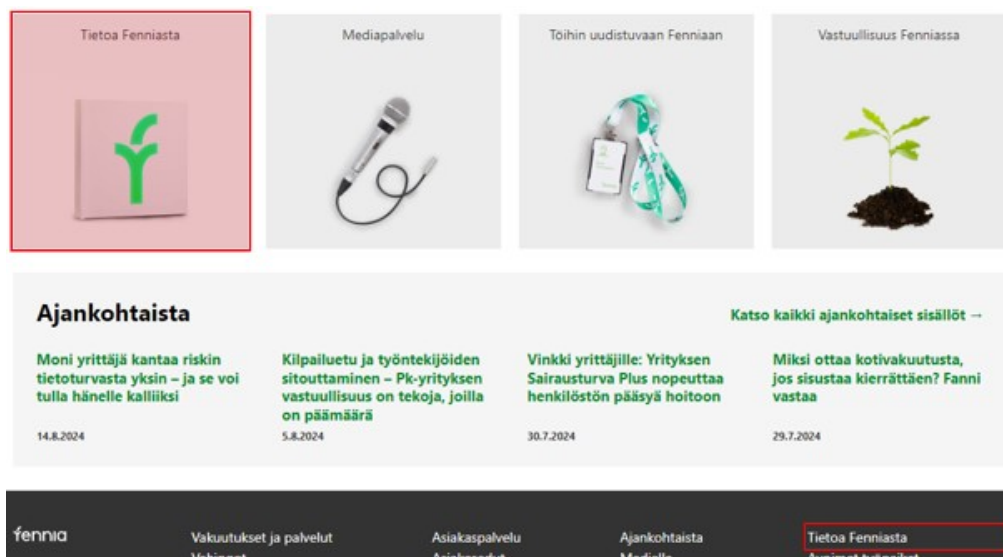 Tietoa Fenniasta
Mediapalvelu
Töihin uudistuvaan Fenniaan
Vastuullisuus Fenniassa
Ajankohtaista
Katso kaikki ajankohtaiset sisällöt →
Moni yrittäjä kantaa riskin
tietoturvasta yksin – ja se voi
tulla hänelle kalliiksi
14.8.2024
Kilpailuetu ja työntekijöiden
sitouttaminen – Pk-yrityksen
vastuullisuus on tekoja, joilla
on päämäärä
5.8.2024
Vinkki yrittäjille: Yrityksen
Sairausturva Plus nopeuttaa
henkilöstön pääsyä hoitoon
30.7.2024
Miksi ottaa kotivakuutusta,
jos sisustaa kierrättäen? Fanni
vastaa
29.7.2024
fennia
Vakuutukset ja palvelut
Asiakaspalvelu
Ajankohtaista
Tietoa Fenniasta